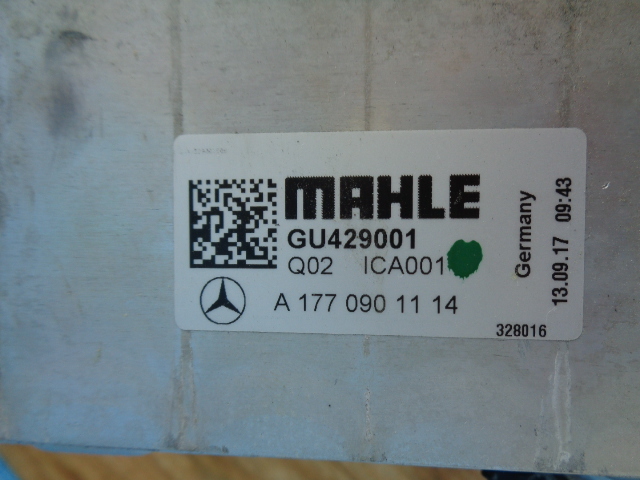 MAHLE
GU429001
Q02 ICA001
A 177 090 11 14
Germany
13.09.17 09:43
328016